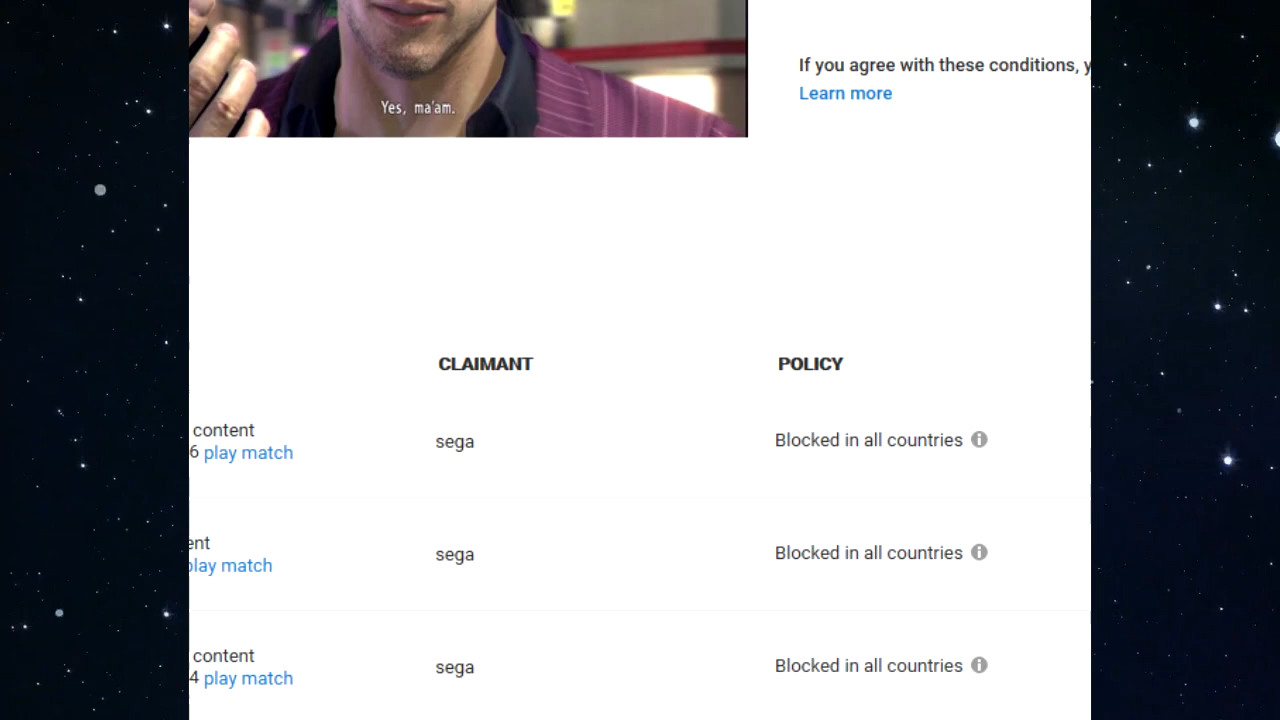 If you agree with these conditions,
Learn more
Yes, ma'am.
CLAIMANT
POLICY
content
6 play match
sega
Blocked in all countries
ent
play match
sega
Blocked in all countries
content
4 play match
sega
Blocked in all countries